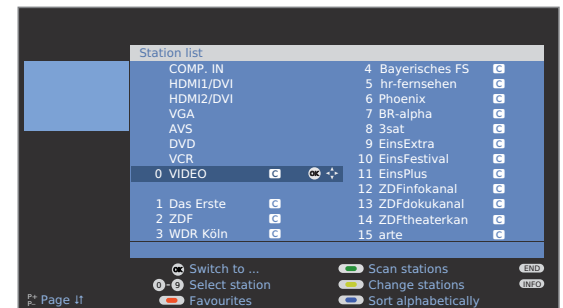 Station list
COMP. IN
HDMI1/DVI
HDMI2/DVI
VGA
AVS
DVD
VCR
0 VIDEO C OK
1 Das Erste C
2 ZDF C
3 WDR Köln C
4 Bayerisches FS C
5 hr-fernsehen C
6 Phoenix C
7 BR-alpha C
8 3sat C
9 EinsExtra C
10 EinsFestival C
11 EinsPlus C
12 ZDFinfokanal C
13 ZDFdokukanal C
14 ZDFtheaterkan C
15 arte C
OK Switch to ...
0 - 9 Select station
Favourites
Scan stations
Change stations
Sort alphabetically
END
INFO
P+
P– Page ↓↑